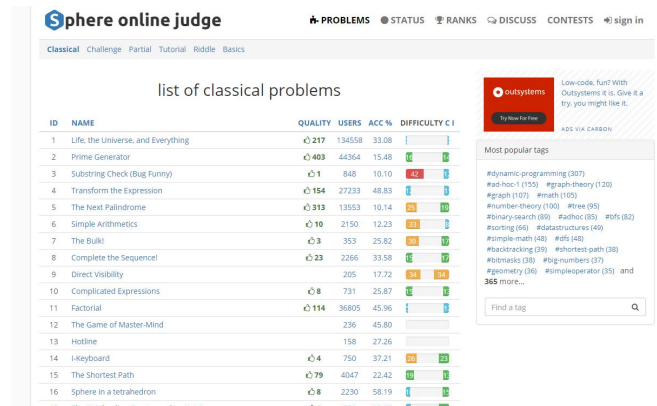 Sphere online judge
PROBLEMS STATUS RANKS DISCUSS CONTESTS sign in
Classical Challenge Partial Tutorial Riddle Basics
list of classical problems
ID NAME QUALITY USERS ACC % DIFFICULTY C I
1 Life, the Universe, and Everything 217 134558 33.08
2 Prime Generator 403 44364 15.48 16 14
3 Substring Check (Bug Funny) 1 848 10.10 42
4 Transform the Expression 154 27233 48.83
5 The Next Palindrome 313 13553 10.14 25 19
6 Simple Arithmetics 10 2150 12.23 33
7 The Bulk! 3 353 25.82 30 17
8 Complete the Sequence! 23 2266 33.58 15 17
9 Direct Visibility 205 17.72 34 34
10 Complicated Expressions 8 731 25.87 15
11 Factorial 114 36805 45.96
12 The Game of Master-Mind 236 45.80
13 Hotline 158 27.26
14 I-Keyboard 4 750 37.21 26 23
15 The Shortest Path 79 4047 22.42 19
16 Sphere in a tetrahedron 8 2230 58.19 15
outsystems
Try Now For Free
Low-code, fun? With
Outsystems it is. Give it a
try. you might like it.
ADS VIA CARBON
Most popular tags
#dynamic-programming (307)
#ad-hoc-1 (155) #graph-theory (120)
#graph (107) #math (105)
#number-theory (100) #tree (95)
#binary-search (89) #adhoc (85) #bfs (82)
#sorting (66) #datastructures (49)
#simple-math (48) #dfs (48)
#backtracking (39) #shortest-path (38)
#bitmasks (38) #big-numbers (37)
#geometry (36) #simpleoperator (35) and
365 more...
Find a tag